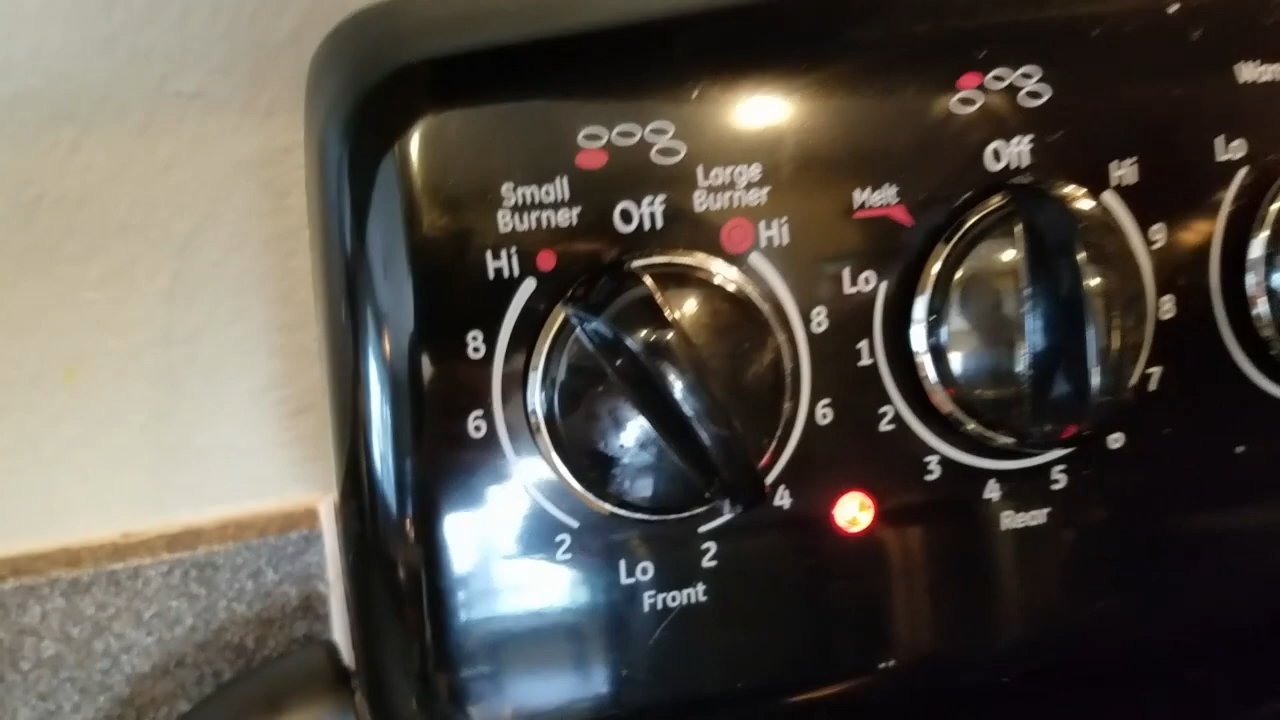 Small
Burner
Off
Large
Burner
Hi
Hi
8
8
6
6
4
2
2
Lo
Front
Melt
Off
Hi
Lo
9
1
8
2
7
3
4
5
Rear
Lo